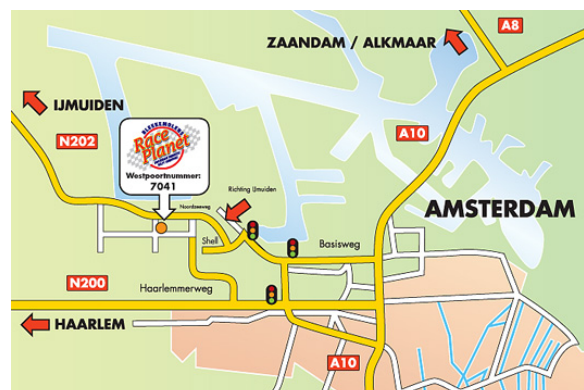 A8
ZAANDAM / ALKMAAR
IJMUIDEN
N202
A10
BLEEKEMOLENS
Race
Planet
Westpoortnummer:
7041
Richting IJmuiden
Noordzeeweg
AMSTERDAM
Shell
Basisweg
N200
Haarlemmerweg
HAARLEM
A10